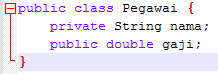 public class Pegawai {
private String nama;
public double gaji;
}